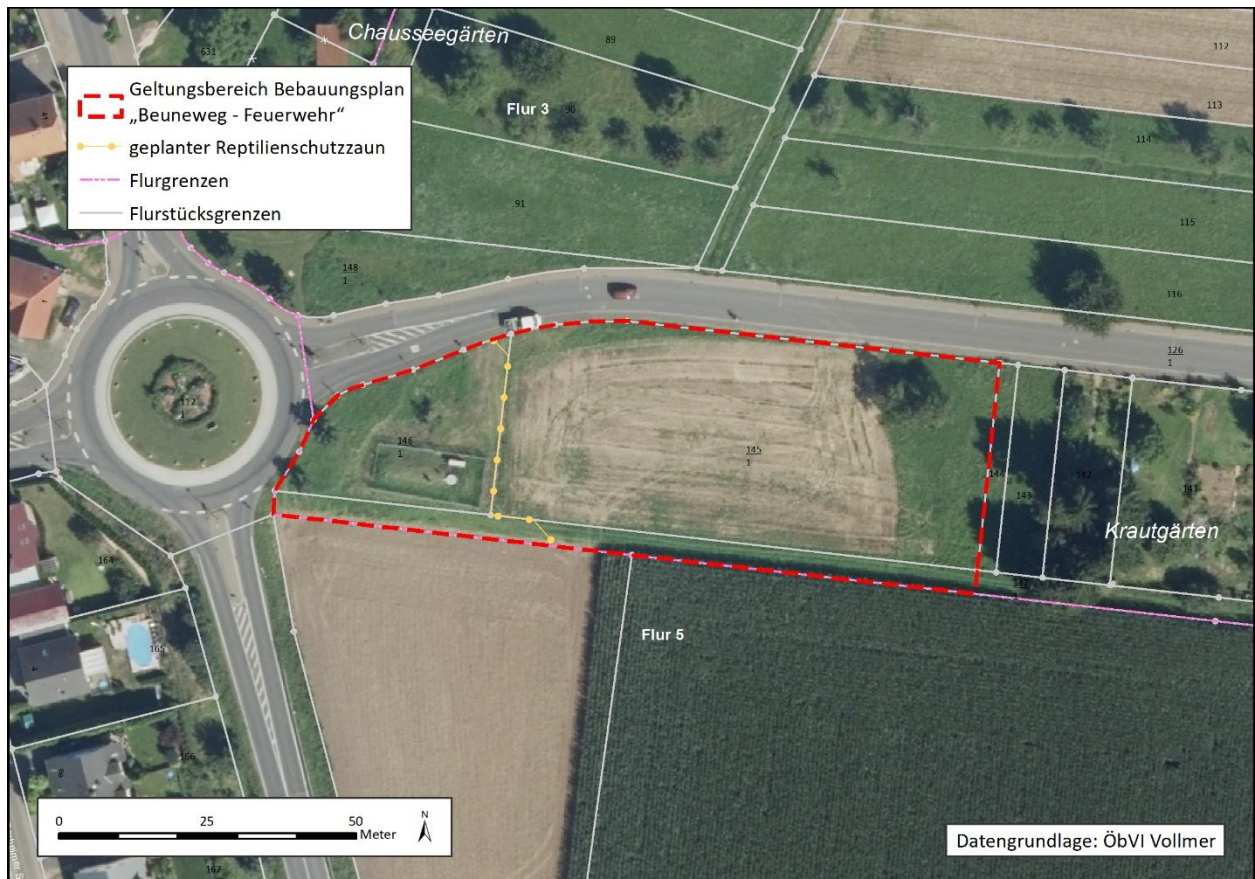 Chausseegärten
89
112
631
Geltungsbereich Bebauungsplan
„Beuneweg - Feuerwehr“
geplanter Reptilienschutzzaun
Flurgrenzen
Flurstücksgrenzen
Flur 3
90
113
114
91
115
148
1
116
126
1
112
1
146
1
145
1
143
142
141
Krautgärten
164
165
Flur 5
166
0 25 50
Meter
N
Datengrundlage: ÖbVI Vollmer
167